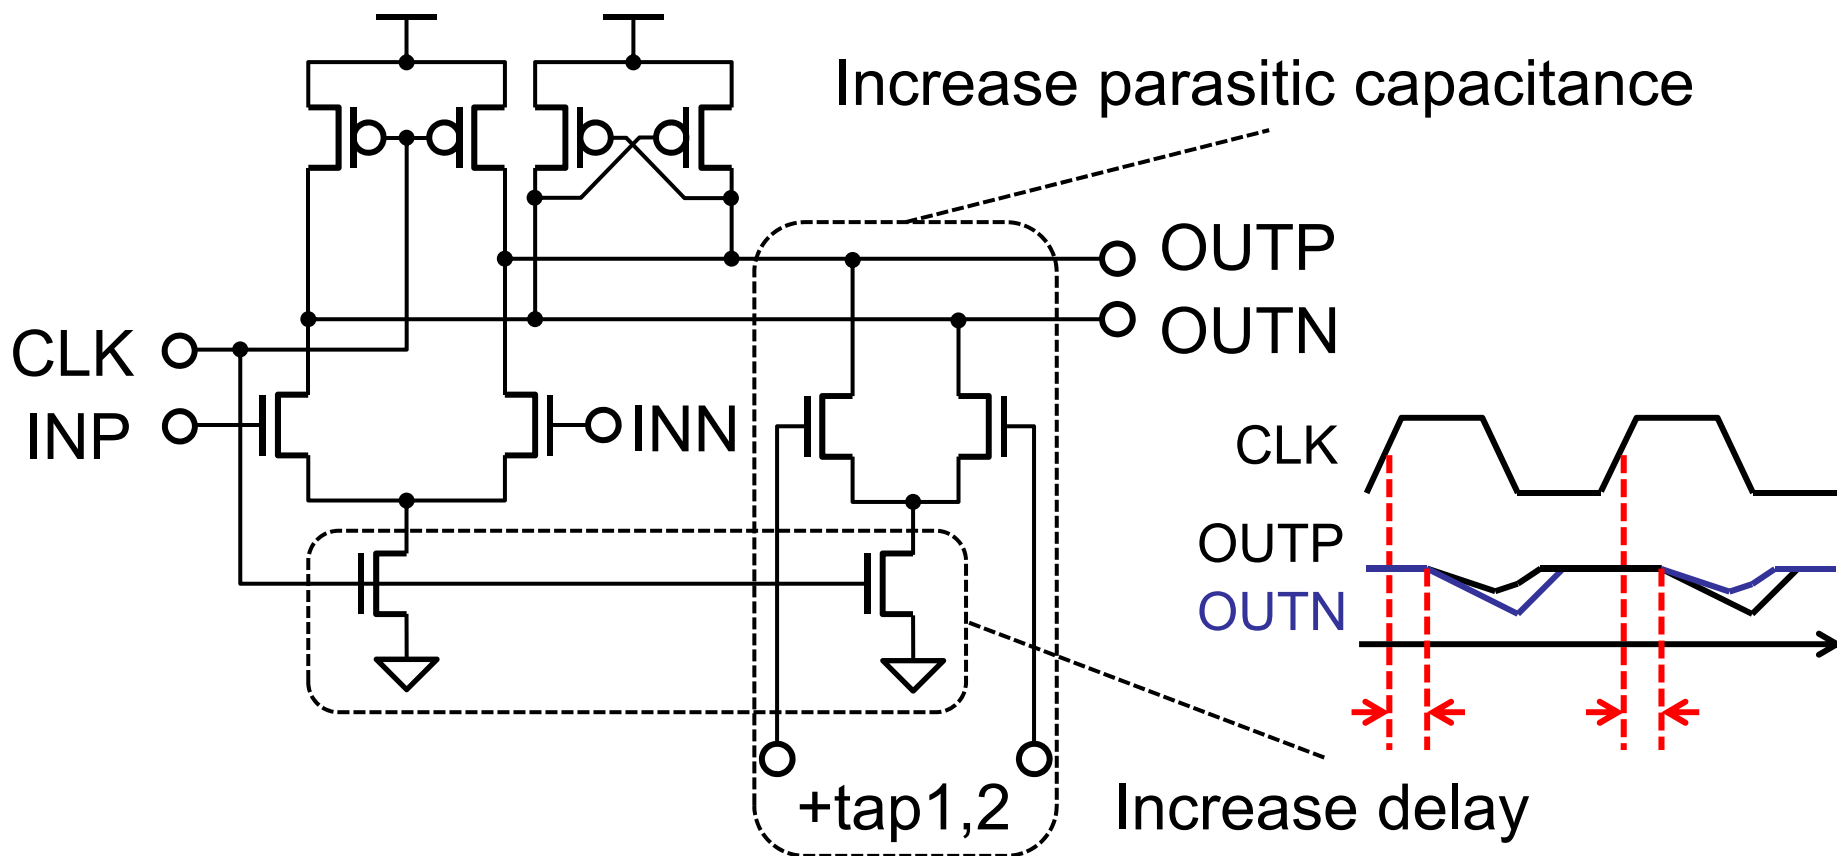 Increase parasitic capacitance
OUTP
OUTN
CLK
INP
INN
CLK
OUTP
OUTN
+tap1,2
Increase delay